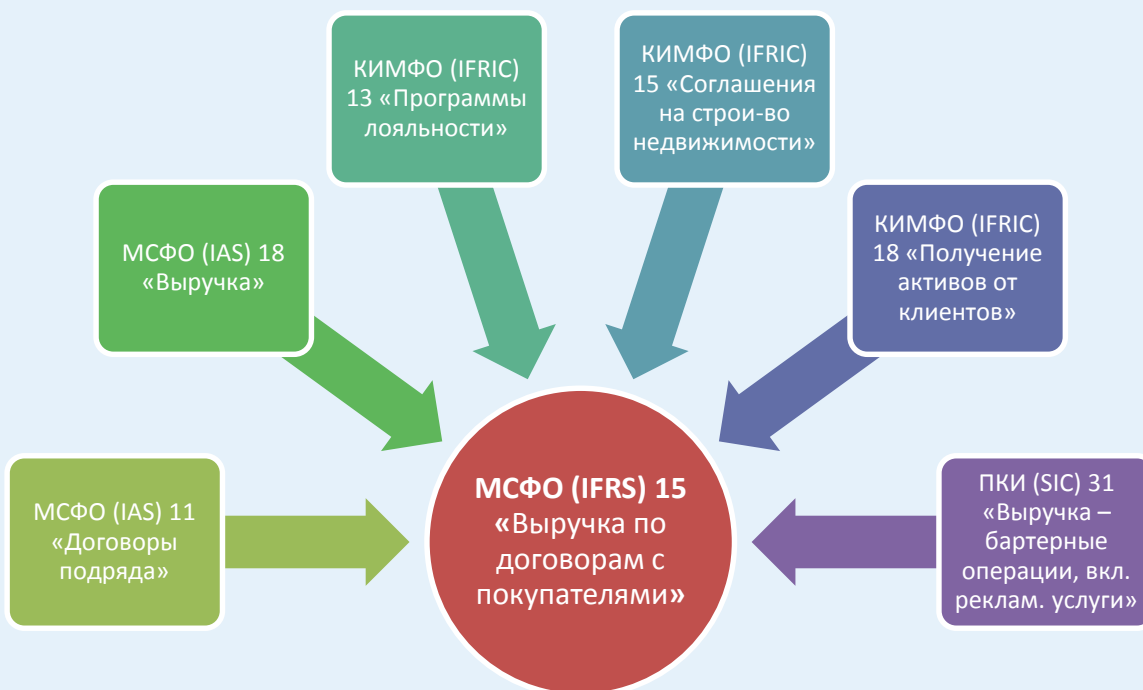 КИМФО (IFRIC)
13 «Программы
лояльности»
КИМФО (IFRIC)
15 «Соглашения
на строи-во
недвижимости»
МСФО (IAS) 18
«Выручка»
КИМФО (IFRIC)
18 «Получение
активов от
клиентов»
МСФО (IAS) 11
«Договоры
подряда»
МСФО (IFRS) 15
«Выручка по
договорам с
покупателями»
ПКИ (SIC) 31
«Выручка –
бартерные
операции, вкл.
реклам. услуги»